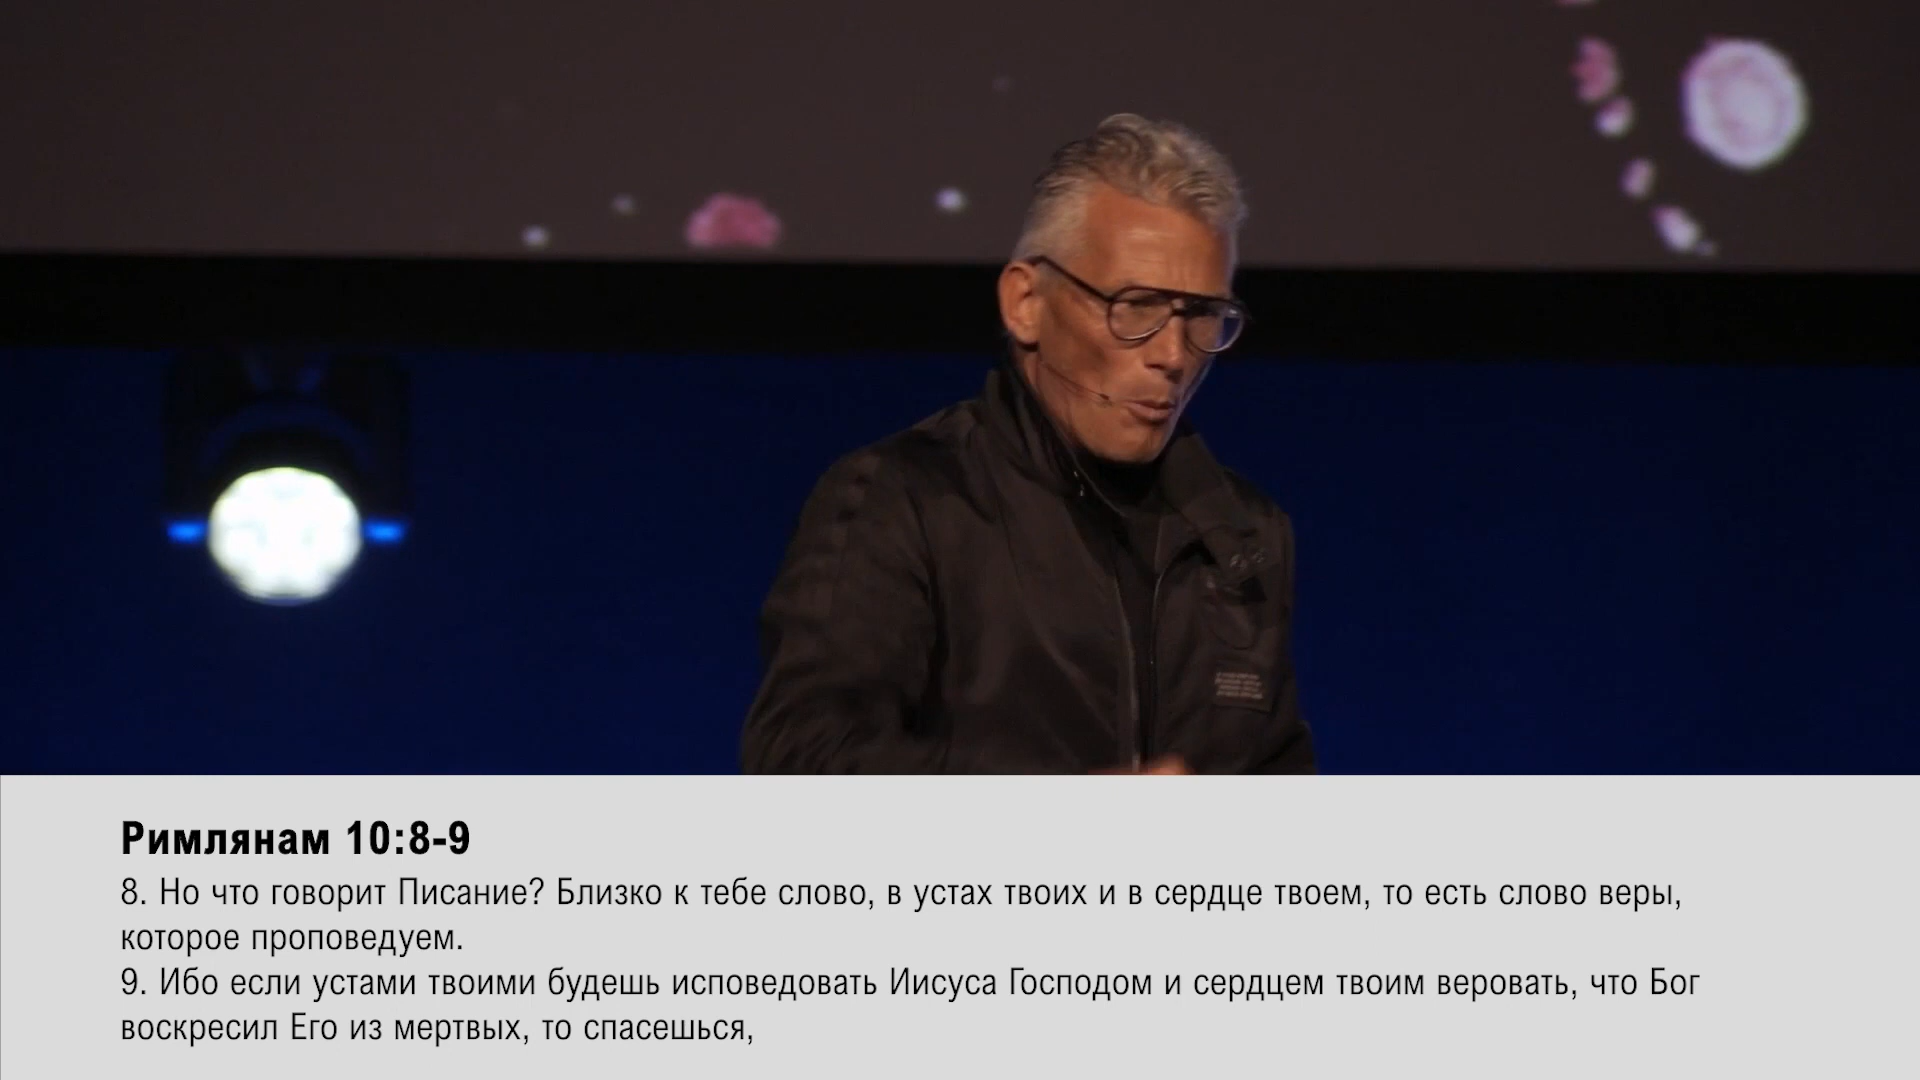 Римлянам 10:8-9
8. Но что говорит Писание? Близко к тебе слово, в устах твоих и в сердце твоем, то есть слово веры,
которое проповедуем.
9. Ибо если устами твоими будешь исповедовать Иисуса Господом и сердцем твоим веровать, что Бог
воскресил Его из мертвых, то спасешься,